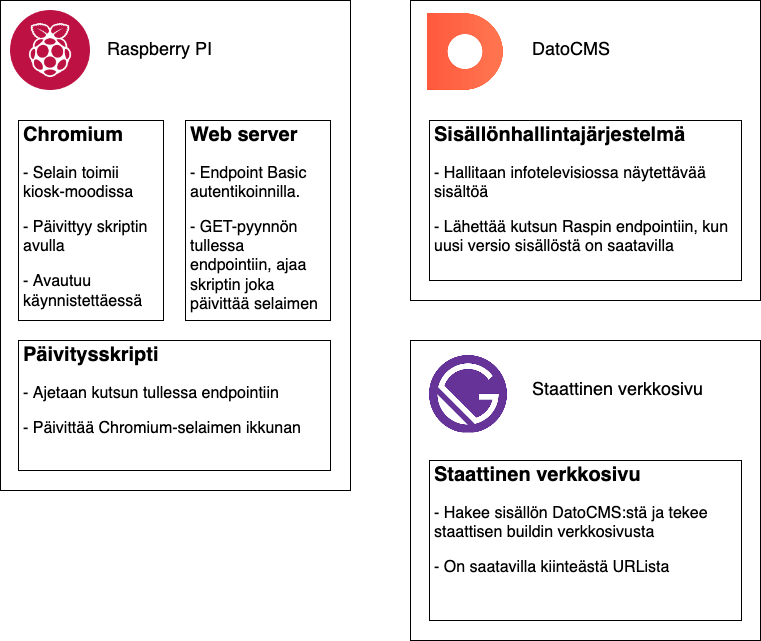 Raspberry PI
Chromium
- Selain toimii
kiosk-moodissa
- Päivittyy skriptin
avulla
- Avautuu
käynnistettäessä
Web server
- Endpoint Basic
autentikoinnilla.
- GET-pyynnön
tullessa
endpointiin, ajaa
skriptin joka
päivittää selaimen
Päivitysskripti
- Ajetaan kutsun tullessa endpointiin
- Päivittää Chromium-selaimen ikkunan
DatoCMS
Sisällönhallintajärjestelmä
- Hallitaan infotelevisiossa näytettävää
sisältöä
- Lähettää kutsun Raspin endpointiin, kun
uusi versio sisällöstä on saatavilla
Staattinen verkkosivu
Staattinen verkkosivu
- Hakee sisällön DatoCMS:stä ja tekee
staattisen buildin verkkosivusta
- On saatavilla kiinteästä URLista